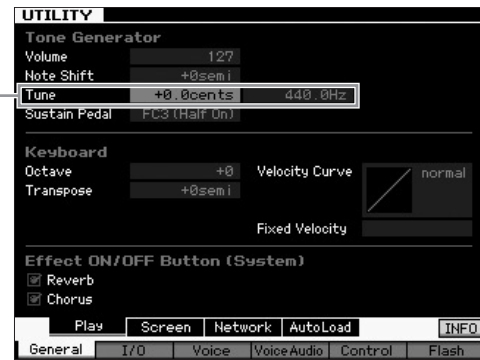 UTILITY
Tone Generator
Volume 127
Note Shift +0semi
Tune +0.0cents 440.0Hz
Sustain Pedal FC3(Half On)
Keyboard
Octave +0 Velocity Curve normal
Transpose +0semi
Fixed Velocity
Effect ON/OFF Button (System)
Reverb
Chorus
Play Screen Network AutoLoad INFO
General I/O Voice VoiceAudio Control Flash